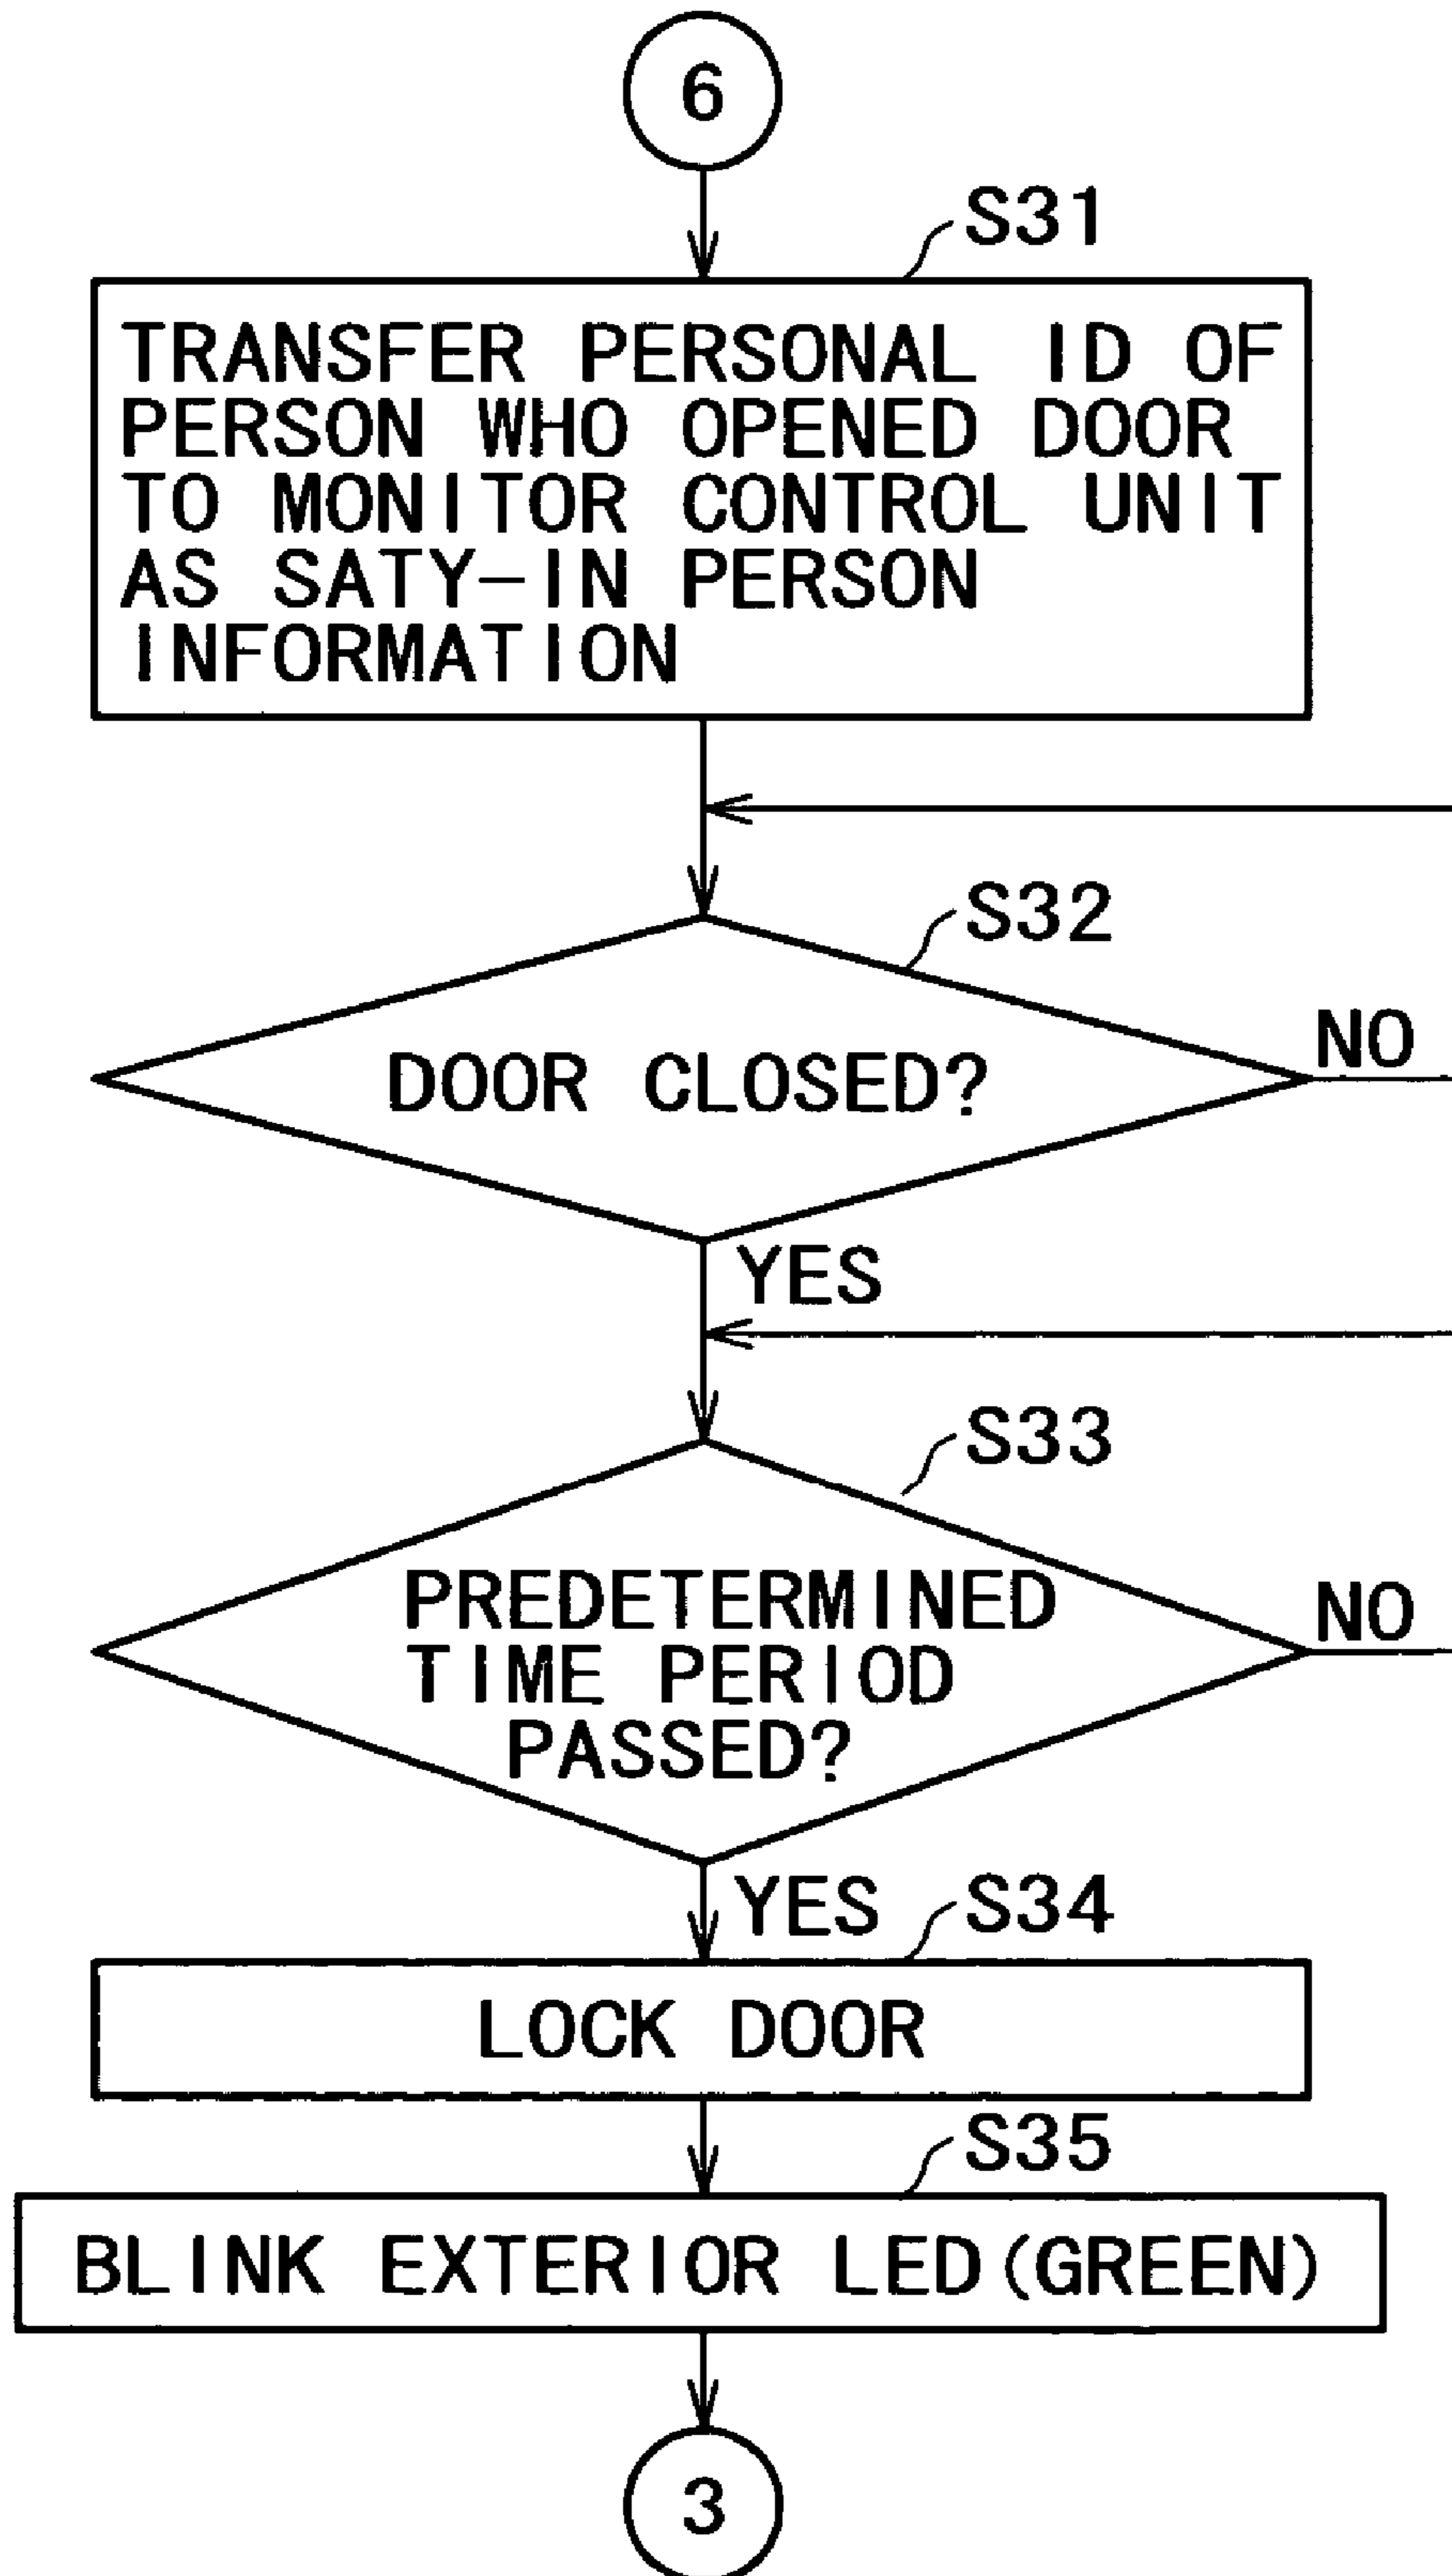 6
S31
TRANSFER PERSONAL ID OF
PERSON WHO OPENED DOOR
TO MONITOR CONTROL UNIT
AS SATY-IN PERSON
INFORMATION
S32
DOOR CLOSED?
NO
YES
S33
PREDETERMINED
TIME PERIOD
PASSED?
NO
YES
S34
LOCK DOOR
S35
BLINK EXTERIOR LED(GREEN)
3